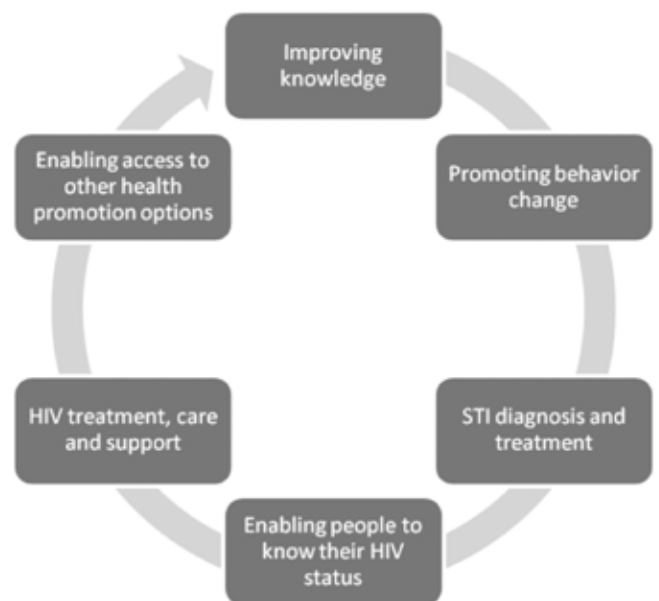 Improving
knowledge
Promoting behavior
change
STI diagnosis and
treatment
Enabling people to
know their HIV
status
HIV treatment, care
and support
Enabling access to
other health
promotion options